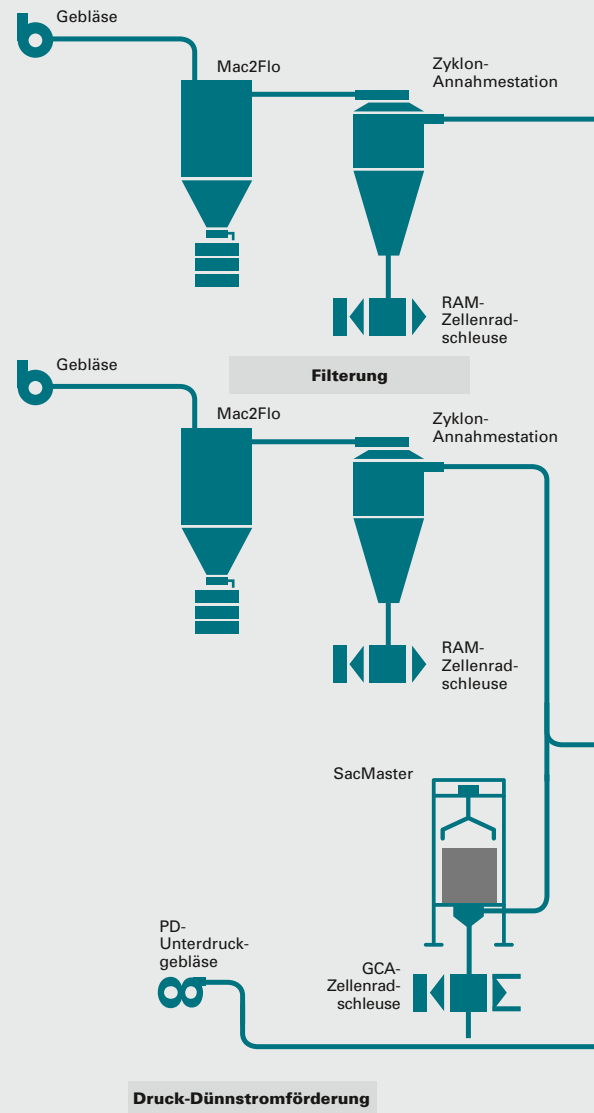 Gebläse
Mac2Flo
Zyklon-
Annahmestation
RAM-
Zellenrad-
schleuse
Filterung
Gebläse
Mac2Flo
Zyklon-
Annahmestation
RAM-
Zellenrad-
schleuse
SacMaster
PD-
Unterdruck-
gebläse
GCA-
Zellenrad-
schleuse
Druck-Dünnstromförderung